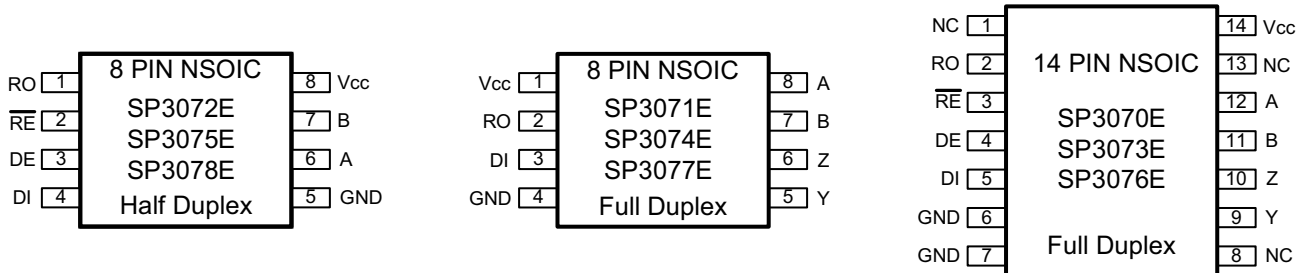 8 PIN NSOIC
RO 1
8 Vcc
SP3072E
R̅E̅ 2
7 B
SP3075E
DE 3
6 A
SP3078E
DI 4
5 GND
Half Duplex
8 PIN NSOIC
Vcc 1
8 A
SP3071E
RO 2
7 B
SP3074E
DI 3
6 Z
SP3077E
GND 4
5 Y
Full Duplex
NC 1
14 Vcc
RO 2
14 PIN NSOIC
13 NC
R̅E̅ 3
12 A
SP3070E
DE 4
11 B
SP3073E
DI 5
10 Z
SP3076E
GND 6
9 Y
Full Duplex
GND 7
8 NC